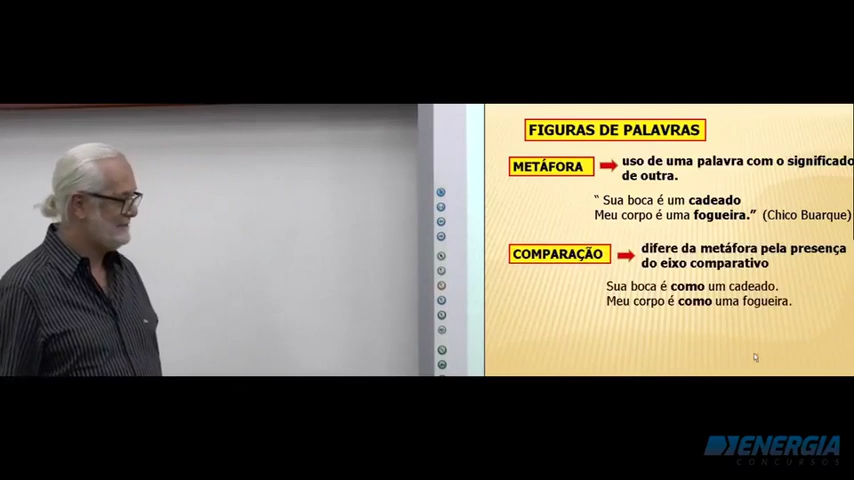 FIGURAS DE PALAVRAS
METÁFORA
uso de uma palavra com o significado
de outra.
“ Sua boca é um cadeado
Meu corpo é uma fogueira.” (Chico Buarque)
COMPARAÇÃO
difere da metáfora pela presença
do eixo comparativo
Sua boca é como um cadeado.
Meu corpo é como uma fogueira.
ENERGIA
CONCURSOS